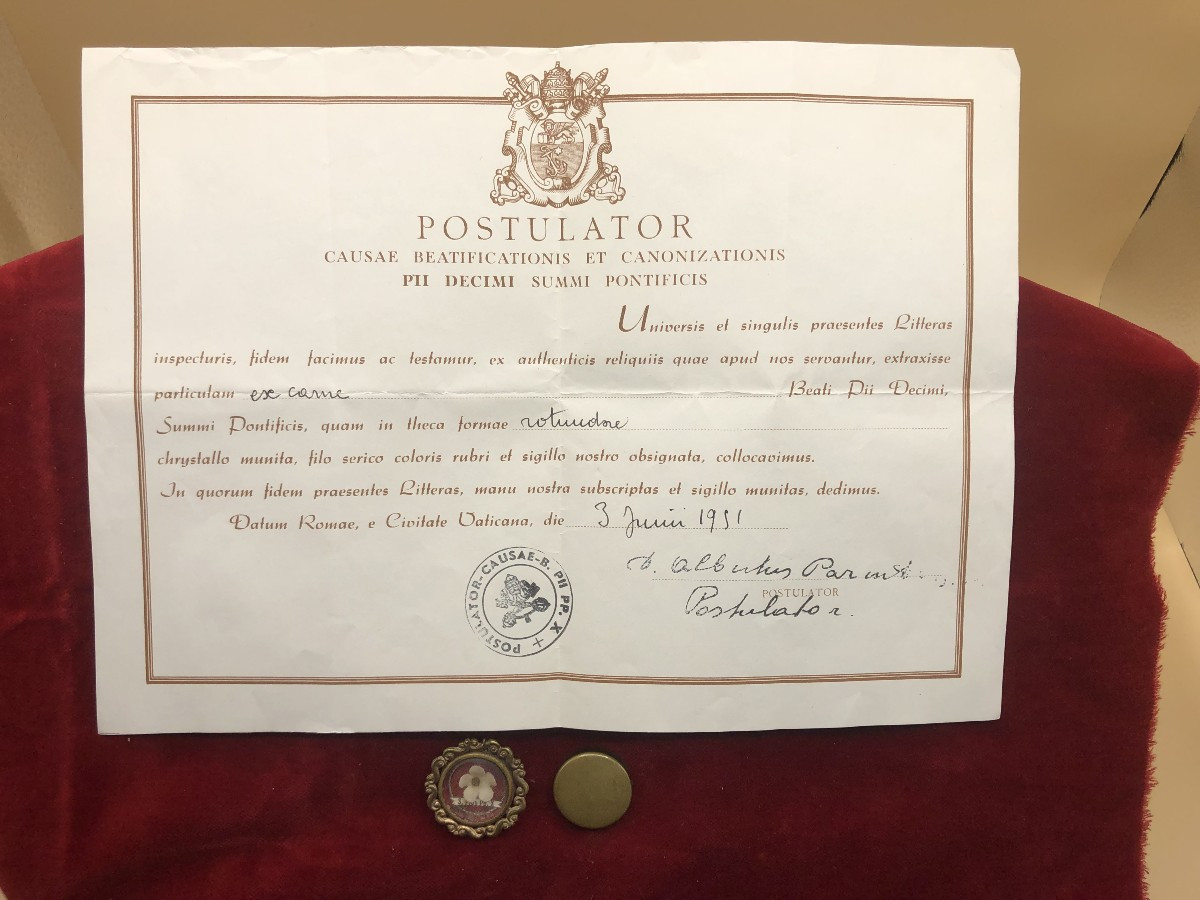 POSTULATOR
CAUSAE BEATIFICATIONIS ET CANONIZATIONIS
PII DECIMI SUMMI PONTIFICIS
Universis et singulis praesentes Litteras
inspecturis, fidem facimus ac testamur, ex authenticis reliquiis quae apud nos servantur, extraxisse
particulam ex carne Beati Pii Decimi,
Summi Pontificis, quam in theca formae rotundae
chrystallo munita, filo serico coloris rubri et sigillo nostro obsignata, collocavimus.
In quorum fidem praesentes Litteras, manu nostra subscriptas et sigillo munitas, dedimus.
Datum Romae, e Civitate Vaticana, die 3 Junii 1951
D. Albertus
POSTULATOR
Postulator.
POSTULATOR-CAUSAE-B. PII PP. X +